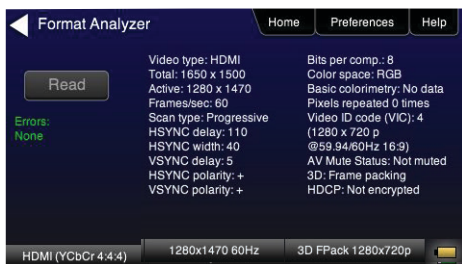 Format Analyzer
Home
Preferences
Help
Read
Errors:
None
Video type: HDMI
Total: 1650 x 1500
Active: 1280 x 1470
Frames/sec: 60
Scan type: Progressive
HSYNC delay: 110
HSYNC width: 40
VSYNC delay: 5
HSYNC polarity: +
VSYNC polarity: +
Bits per comp.: 8
Color space: RGB
Basic colorimetry: No data
Pixels repeated 0 times
Video ID code (VIC): 4
(1280 x 720 p
@59.94/60Hz 16:9)
AV Mute Status: Not muted
3D: Frame packing
HDCP: Not encrypted
HDMI (YCbCr 4:4:4)
1280x1470 60Hz
3D FPack 1280x720p